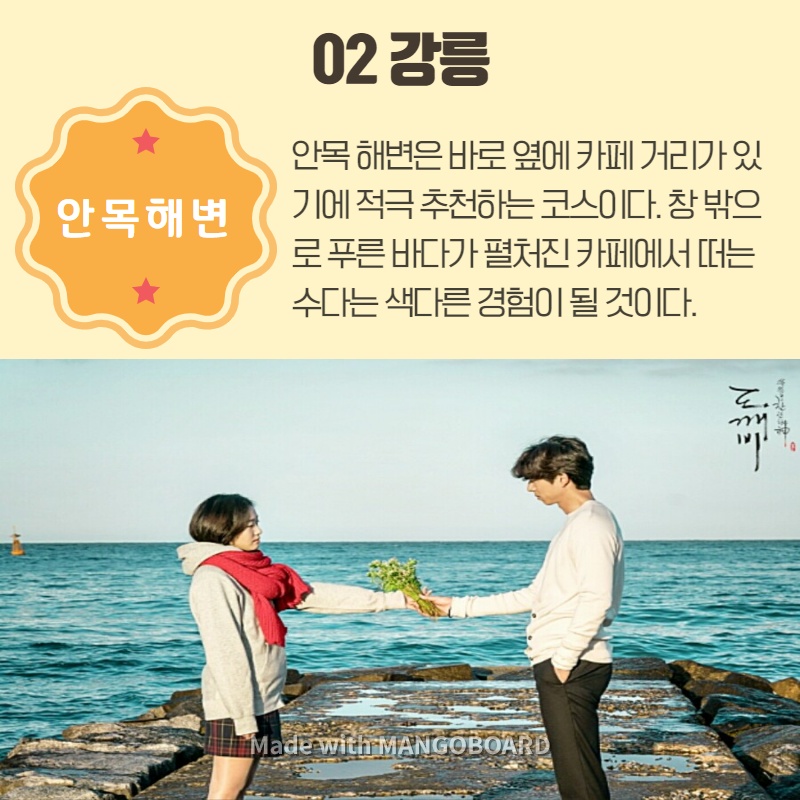 02 강릉
안목해변
안목 해변은 바로 옆에 카페 거리가 있
기에 적극 추천하는 코스이다. 창 밖으
로 푸른 바다가 펼처진 카페에서 떠는
수다는 색다른 경험이 될 것이다.
도깨비
Made with MANGOBOARD